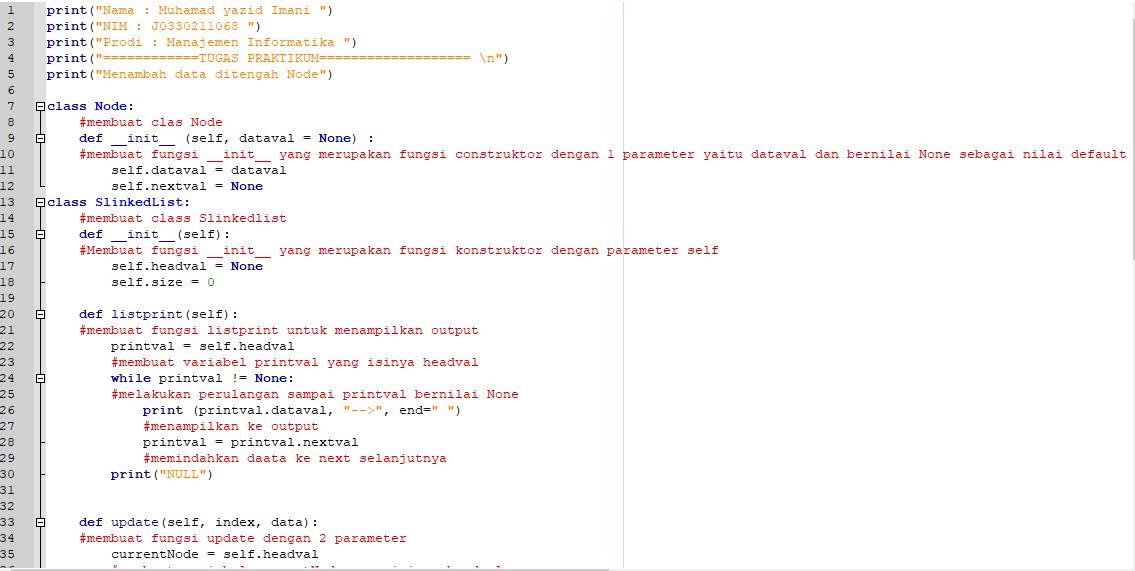 1 print("Nama : Muhamad yazid Imani ")
2 print("NIM : J0330211068 ")
3 print("Prodi : Manajemen Informatika ")
4 print("============TUGAS PRAKTIKUM=================== \n")
5 print("Menambah data ditengah Node")
6
7 class Node:
8 #membuat clas Node
9 def __init__ (self, dataval = None) :
10 #membuat fungsi __init__ yang merupakan fungsi construktor dengan 1 parameter yaitu dataval dan bernilai None sebagai nilai default
11 self.dataval = dataval
12 self.nextval = None
13 class SlinkedList:
14 #membuat class Slinkedlist
15 def __init__(self):
16 #Membuat fungsi __init__ yang merupakan fungsi konstruktor dengan parameter self
17 self.headval = None
18 self.size = 0
19
20 def listprint(self):
21 #membuat fungsi listprint untuk menampilkan output
22 printval = self.headval
23 #membuat variabel printval yang isinya headval
24 while printval != None:
25 #melakukan perulangan sampai printval bernilai None
26 print (printval.dataval, "-->", end=" ")
27 #menampilkan ke output
28 printval = printval.nextval
29 #memindahkan daata ke next selanjutnya
30 print("NULL")
31
32
33 def update(self, index, data):
34 #membuat fungsi update dengan 2 parameter
35 currentNode = self.headval